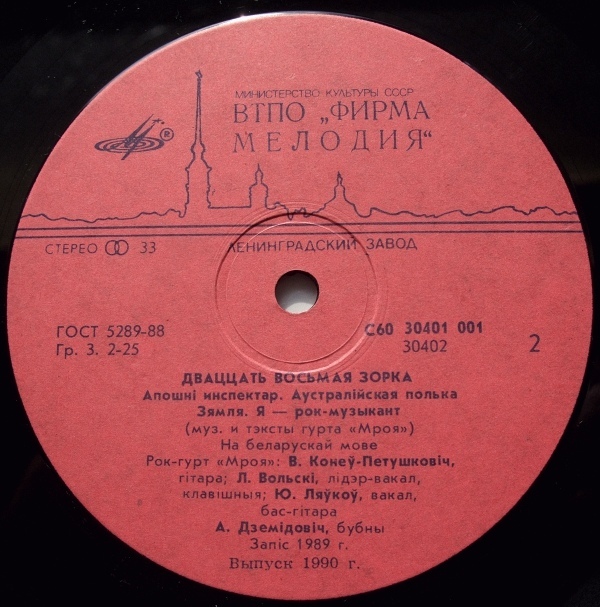 МИНИСТЕРСТВО КУЛЬТУРЫ СССР
ВТПО „ФИРМА
МЕЛОДИЯ“
®
СТЕРЕО 33
ЛЕНИНГРАДСКИЙ ЗАВОД
ГОСТ 5289-88
Гр. 3. 2-25
С60 30401 001
30402
2
ДВАЦЦАТЬ ВОСЬМАЯ ЗОРКА
Апошні инспектар. Аустралійская полька
Зямля. Я — рок-музыкант
(муз. и тэксты гурта «Мроя»)
На беларускай мове
Рок-гурт «Мроя»: В. Конеў-Петушковіч,
гітара; Л. Вольскі, лідэр-вакал,
клавішныя; Ю. Ляўкоў, вакал,
бас-гітара
А. Дземідовіч, бубны
Запіс 1989 г.
Выпуск 1990 г.